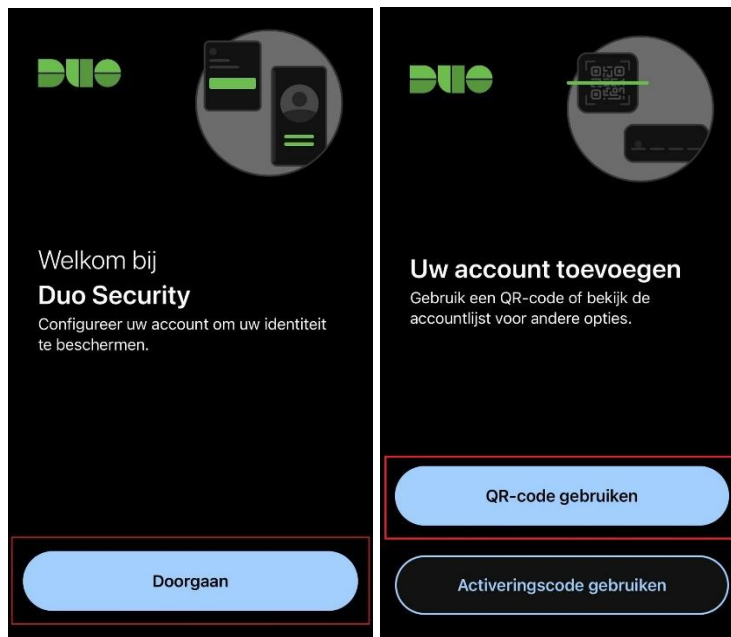 DUO
Welkom bij
Duo Security
Configureer uw account om uw identiteit
te beschermen.
Doorgaan
DUO
Uw account toevoegen
Gebruik een QR-code of bekijk de
accountlijst voor andere opties.
QR-code gebruiken
Activeringscode gebruiken